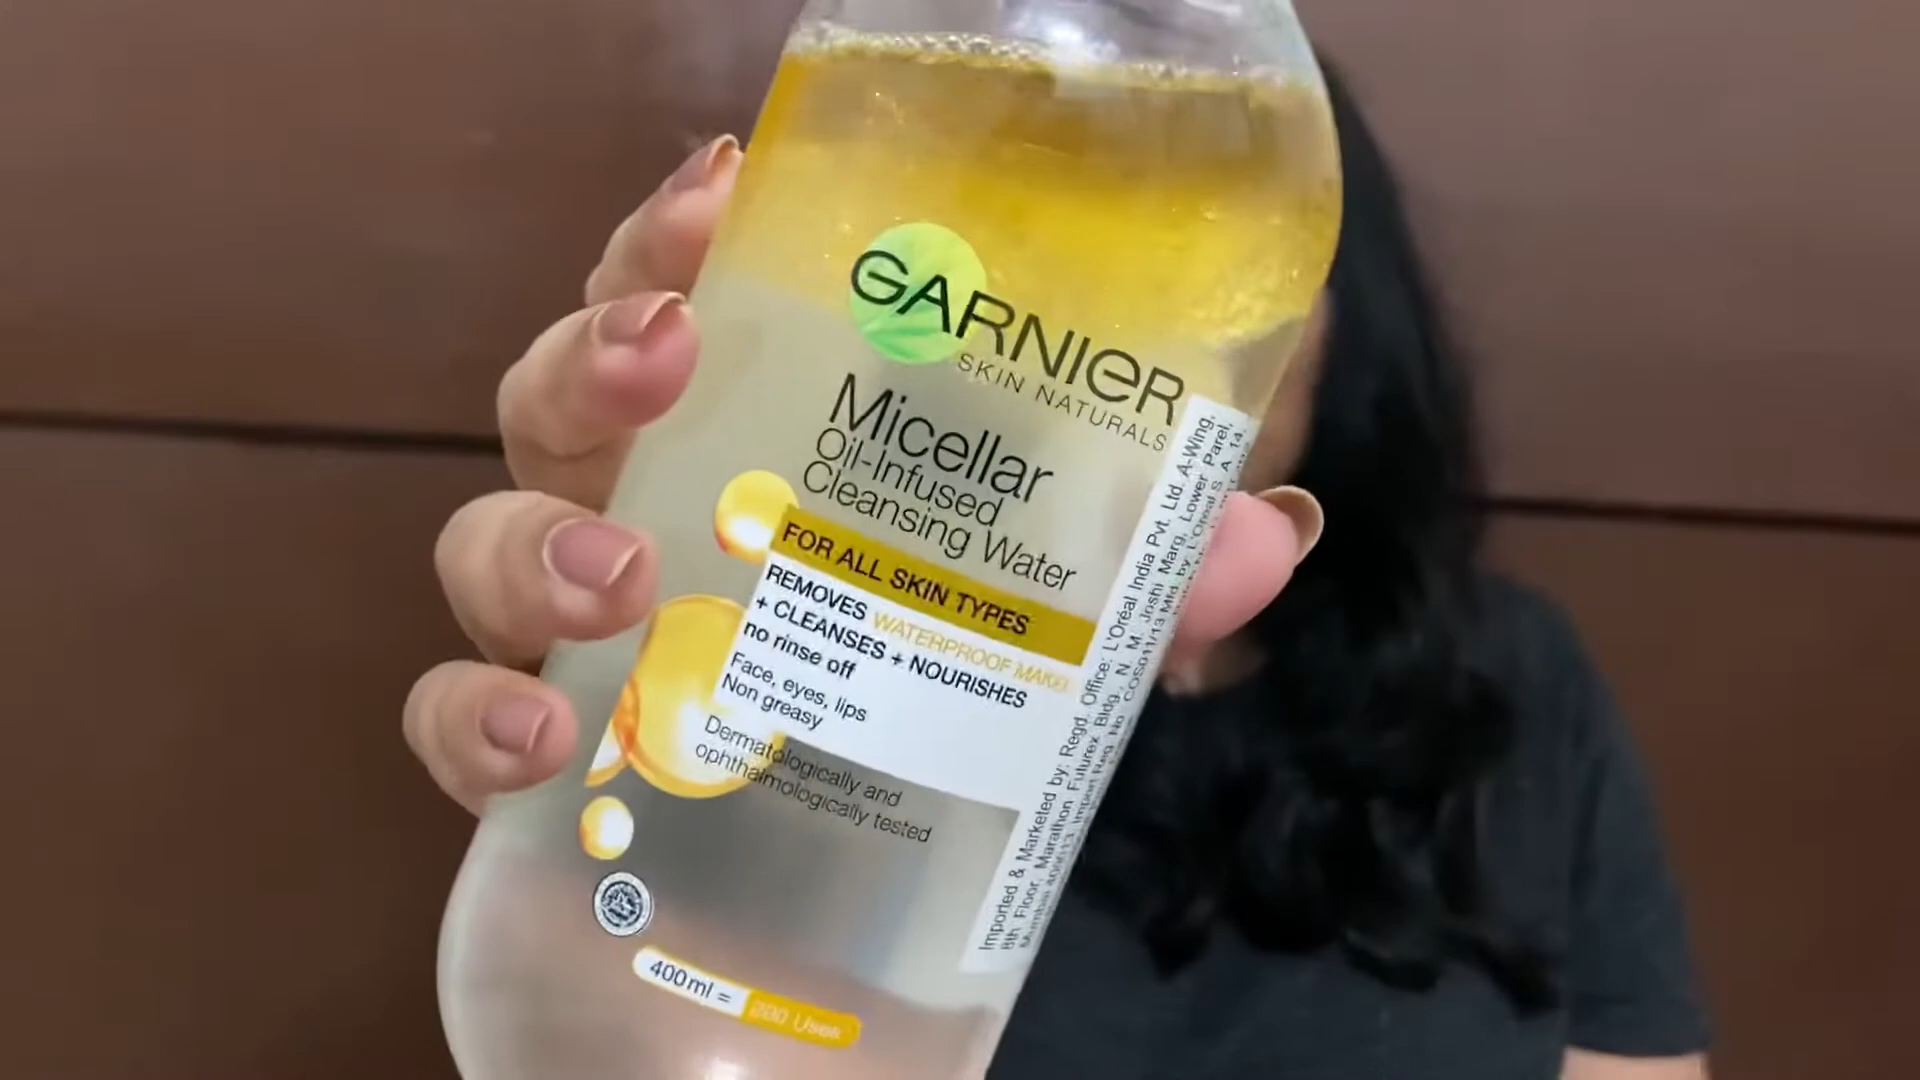 GARNIER
SKIN NATURALS
Micellar
Oil-Infused
Cleansing Water
FOR ALL SKIN TYPES
REMOVES WATERPROOF
+ CLEANSES + NOURISHES
no rinse off
Face, eyes, lips
Non greasy
Dermatologically and
ophthalmologically tested
400ml =
Uses
Imported & Marketed by: Regd. Office: L'Oréal India Pvt. Ltd. A-Wing,
8th Floor, Marathon Futurex Bldg. N. M. Joshi Marg, Lower Parel,